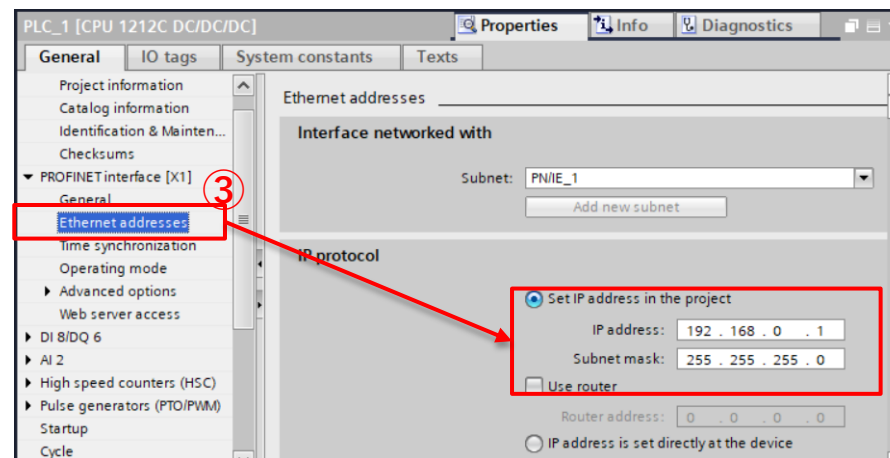 PLC_1 [CPU 1212C DC/DC/DC]
Properties
Info
Diagnostics
General
IO tags
System constants
Texts
Project information
Catalog information
Identification & Mainten...
Checksums
PROFINET interface [X1]
General
Ethernet addresses
Time synchronization
Operating mode
Advanced options
Web server access
DI 8/DQ 6
AI 2
High speed counters (HSC)
Pulse generators (PTO/PWM)
Startup
Cycle
③
Ethernet addresses
Interface networked with
Subnet: PN/IE_1
Add new subnet
IP protocol
Set IP address in the project
IP address: 192 . 168 . 0 . 1
Subnet mask: 255 . 255 . 255 . 0
Use router
Router address: 0 . 0 . 0 . 0
IP address is set directly at the device